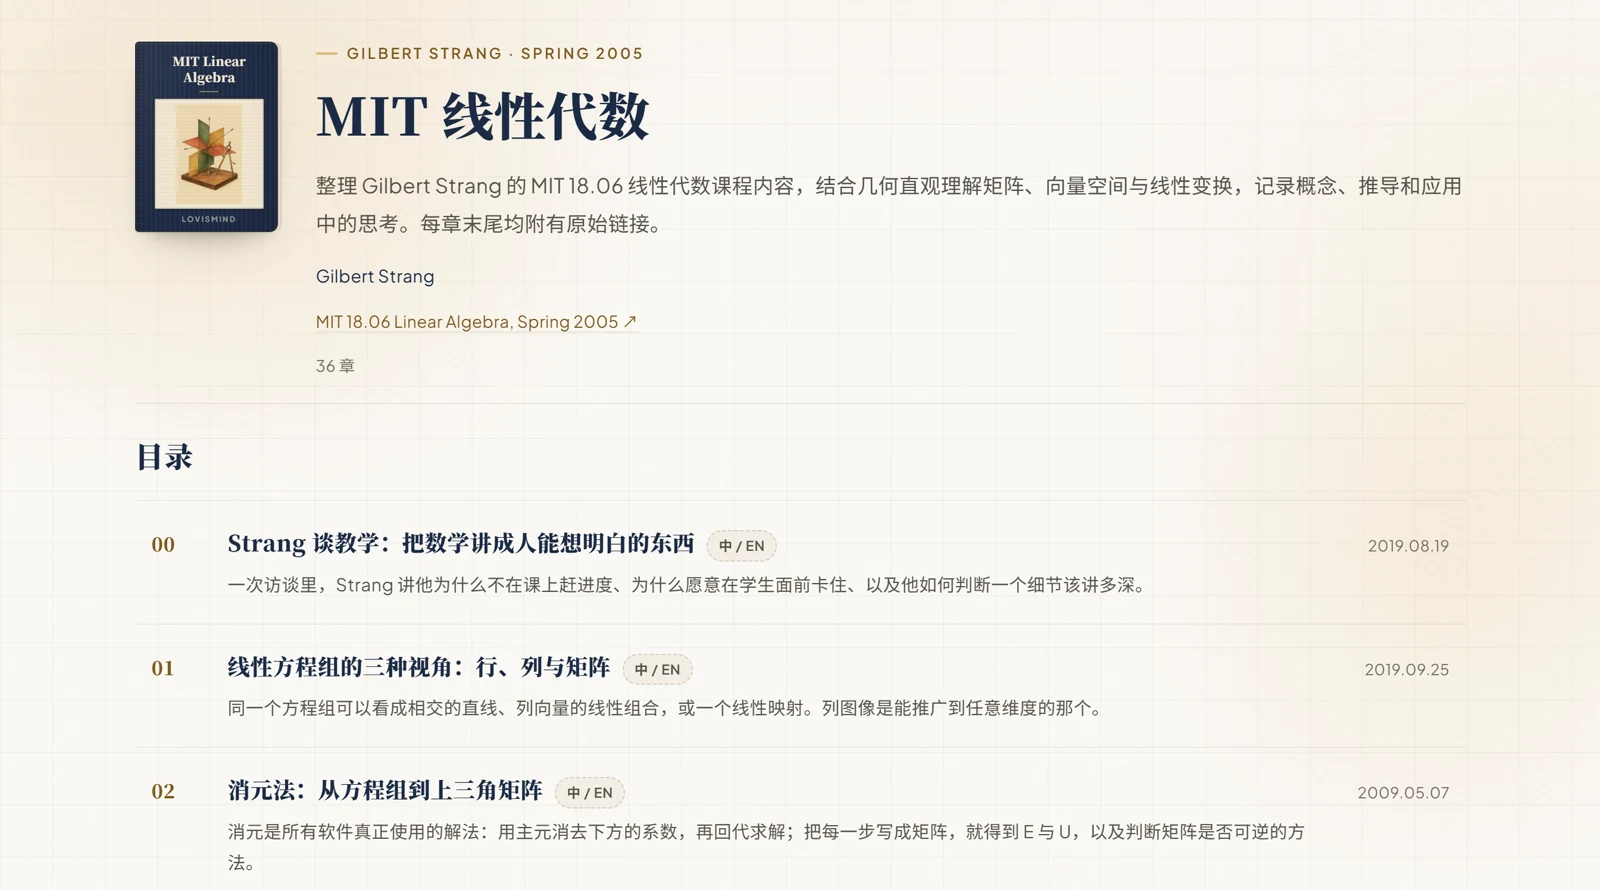 MIT Linear
Algebra
LOVISMIND
GILBERT STRANG · SPRING 2005
MIT 线性代数
整理 Gilbert Strang 的 MIT 18.06 线性代数课程内容，结合几何直观理解矩阵、向量空间与线性变换，记录概念、推导和应用
中的思考。每章末尾均附有原始链接。
Gilbert Strang
MIT 18.06 Linear Algebra, Spring 2005 ↗
36 章
目录
00 Strang 谈教学：把数学讲成人能想明白的东西 中 / EN 2019.08.19
一次访谈里，Strang 讲他为什么不在课上赶进度、为什么愿意在学生面前卡住、以及他如何判断一个细节该讲多深。
01 线性方程组的三种视角：行、列与矩阵 中 / EN 2019.09.25
同一个方程组可以看成相交的直线、列向量的线性组合，或一个线性映射。列图像是能推广到任意维度的那个。
02 消元法：从方程组到上三角矩阵 中 / EN 2009.05.07
消元是所有软件真正使用的解法：用主元消去下方的系数，再回代求解；把每一步写成矩阵，就得到 E 与 U，以及判断矩阵是否可逆的方
法。